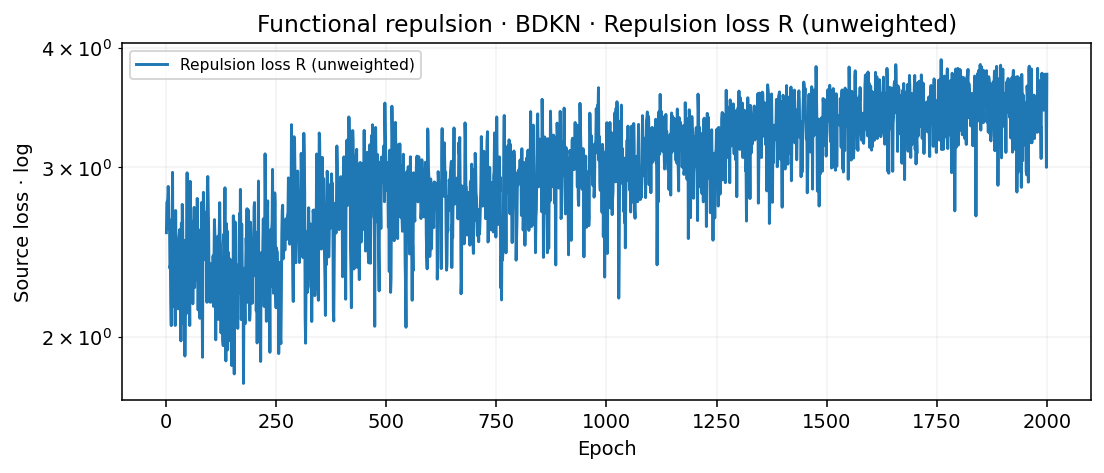 Functional repulsion · BDKN · Repulsion loss R (unweighted)
Repulsion loss R (unweighted)
Source loss · log
4 × 10⁰
3 × 10⁰
2 × 10⁰
0 250 500 750 1000 1250 1500 1750 2000
Epoch